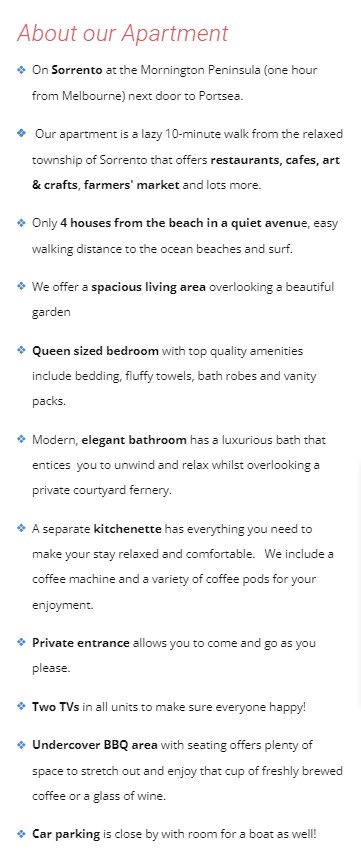 About our Apartment
On Sorrento at the Mornington Peninsula (one hour
from Melbourne) next door to Portsea.
Our apartment is a lazy 10-minute walk from the relaxed
township of Sorrento that offers restaurants, cafes, art
& crafts, farmers' market and lots more.
Only 4 houses from the beach in a quiet avenue, easy
walking distance to the ocean beaches and surf.
We offer a spacious living area overlooking a beautiful
garden
Queen sized bedroom with top quality amenities
include bedding, fluffy towels, bath robes and vanity
packs.
Modern, elegant bathroom has a luxurious bath that
entices you to unwind and relax whilst overlooking a
private courtyard fernery.
A separate kitchenette has everything you need to
make your stay relaxed and comfortable. We include a
coffee machine and a variety of coffee pods for your
enjoyment.
Private entrance allows you to come and go as you
please.
Two TVs in all units to make sure everyone happy!
Undercover BBQ area with seating offers plenty of
space to stretch out and enjoy that cup of freshly brewed
coffee or a glass of wine.
Car parking is close by with room for a boat as well!